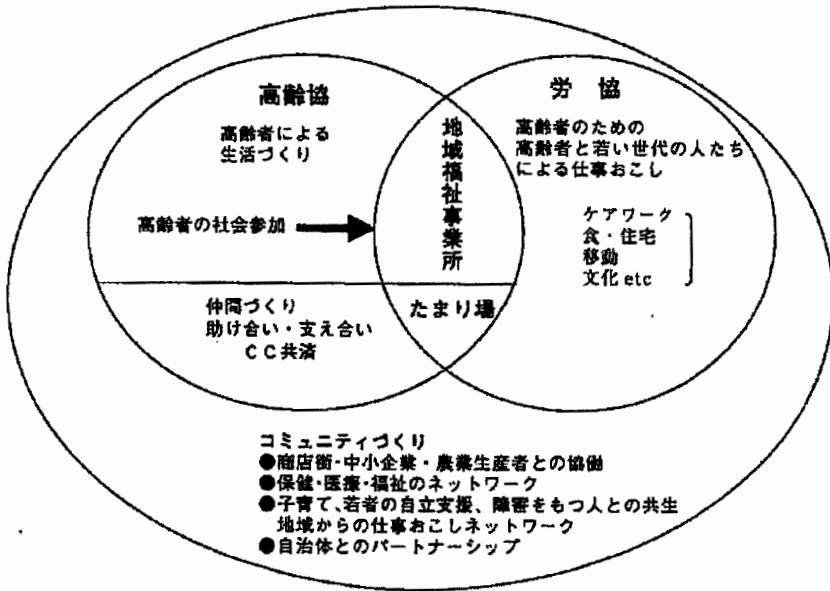 高齢協
高齢者による
生活づくり
高齢者の社会参加
仲間づくり
助け合い・支え合い
CC共済
地域福祉事業所
たまり場
労 協
高齢者のための
高齢者と若い世代の人たち
による仕事おこし
ケアワーク
食・住宅
移動
文化 etc
コミュニティづくり
●商店街・中小企業・農業生産者との協働
●保健・医療・福祉のネットワーク
●子育て、若者の自立支援、障害をもつ人との共生
地域からの仕事おこしネットワーク
●自治体とのパートナーシップ